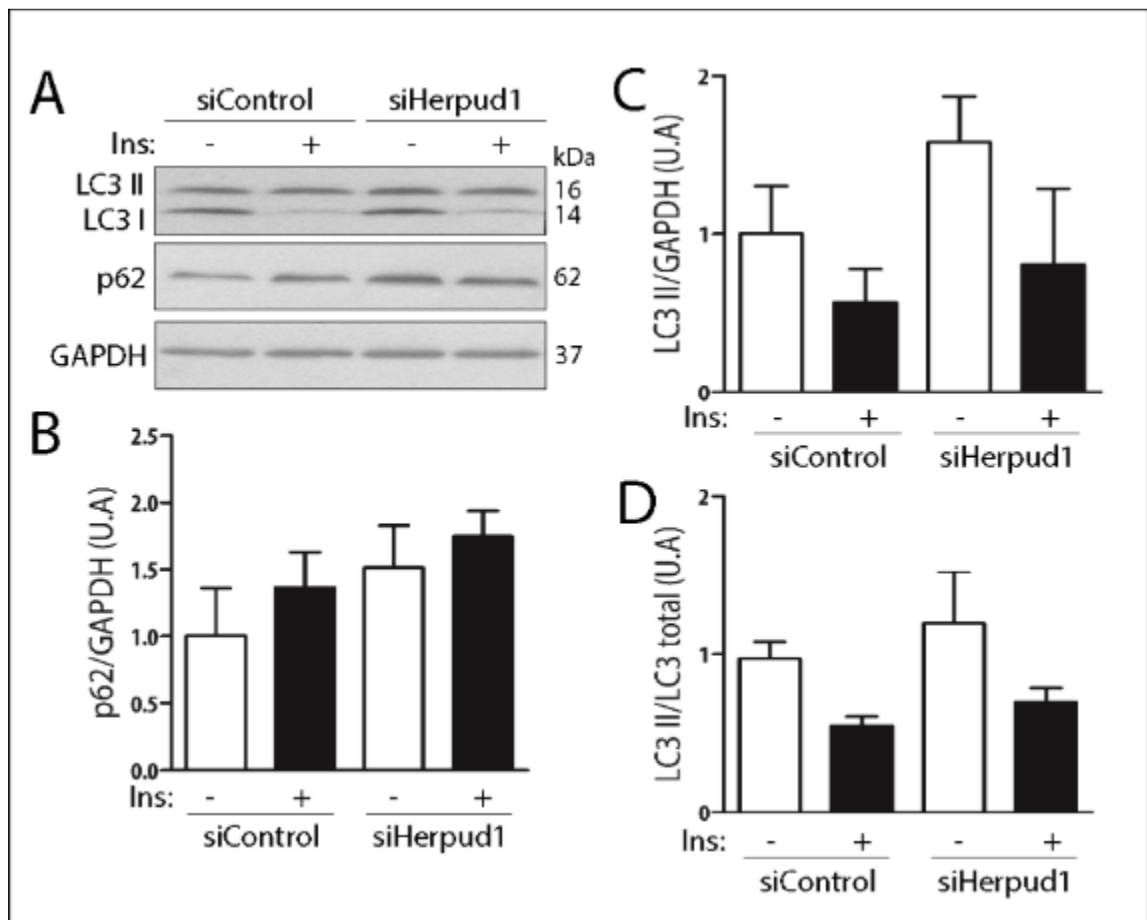 A
siControl siHerpud1
Ins: - + - +
kDa
LC3 II 16
LC3 I 14
p62 62
GAPDH 37
B
p62/GAPDH (U.A)
2.5
2.0
1.5
1.0
0.5
0.0
Ins: - + - +
siControl siHerpud1
C
LC3 II/GAPDH (U.A)
2
1
0
Ins: - + - +
siControl siHerpud1
D
LC3 II/LC3 total (U.A)
2
1
0
Ins: - + - +
siControl siHerpud1